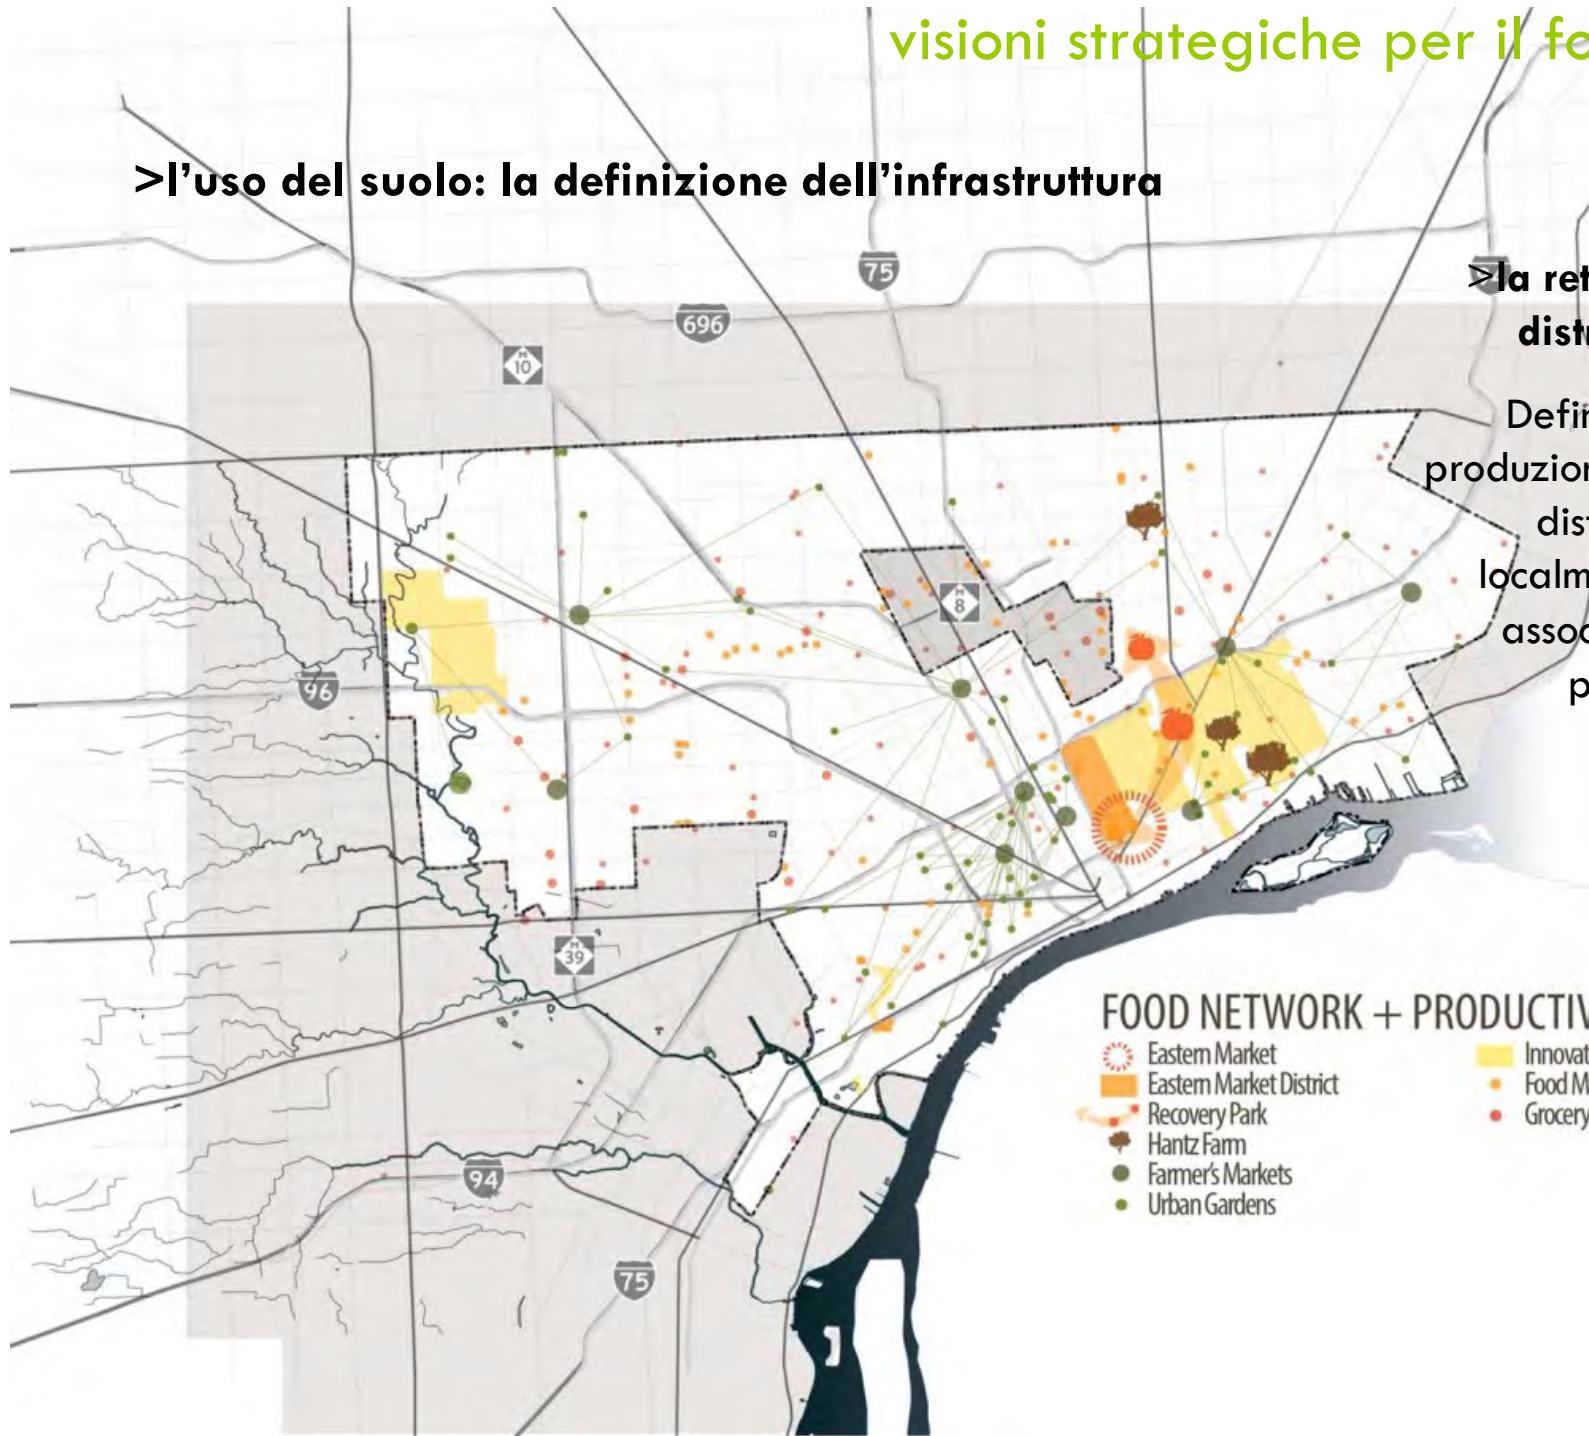 visioni strategiche per il fo
>l'uso del suolo: la definizione dell'infrastruttura
>la ret
distr
Defin
produzion
dist
localm
assoc
p
75
696
M
10
M
8
96
M
39
94
75
FOOD NETWORK + PRODUCTIV
Eastern Market
Eastern Market District
Recovery Park
Hantz Farm
Farmer's Markets
Urban Gardens
Innovat
Food M
Grocery